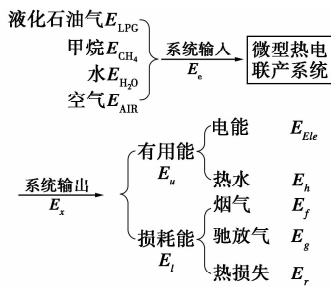 液化石油气E_LPG
甲烷E_CH4
水E_H2O
空气E_AIR
系统输入
E_e
微型热电
联产系统
系统输出
E_x
有用能
E_u
电能 E_Ele
热水 E_h
损耗能
E_l
烟气 E_f
驰放气 E_g
热损失 E_r